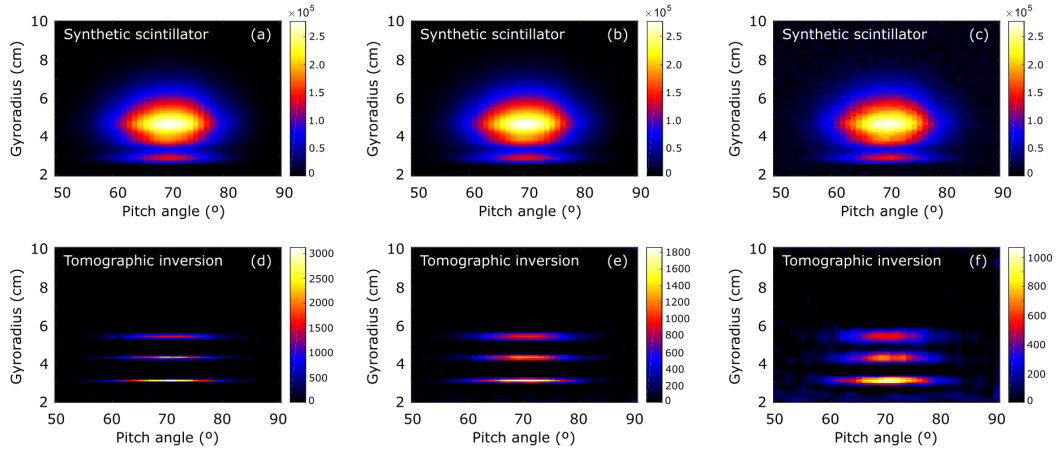 ×10⁵ ×10⁵ ×10⁵
10 8 6 4 2
Gyroradius (cm)
Synthetic scintillator (a)
2.5 2.0 1.5 1.0 0.5 0
50 60 70 80 90
Pitch angle (º)
10 8 6 4 2
Gyroradius (cm)
Synthetic scintillator (b)
2.5 2.0 1.5 1.0 0.5 0
50 60 70 80 90
Pitch angle (º)
10 8 6 4 2
Gyroradius (cm)
Synthetic scintillator (c)
2.5 2.0 1.5 1.0 0.5 0
50 60 70 80 90
Pitch angle (º)
10 8 6 4 2
Gyroradius (cm)
Tomographic inversion (d)
3000 2500 2000 1500 1000 500 0
50 60 70 80 90
Pitch angle (º)
10 8 6 4 2
Gyroradius (cm)
Tomographic inversion (e)
1800 1600 1400 1200 1000 800 600 400 200 0
50 60 70 80 90
Pitch angle (º)
10 8 6 4 2
Gyroradius (cm)
Tomographic inversion (f)
1000 800 600 400 200 0
50 60 70 80 90
Pitch angle (º)